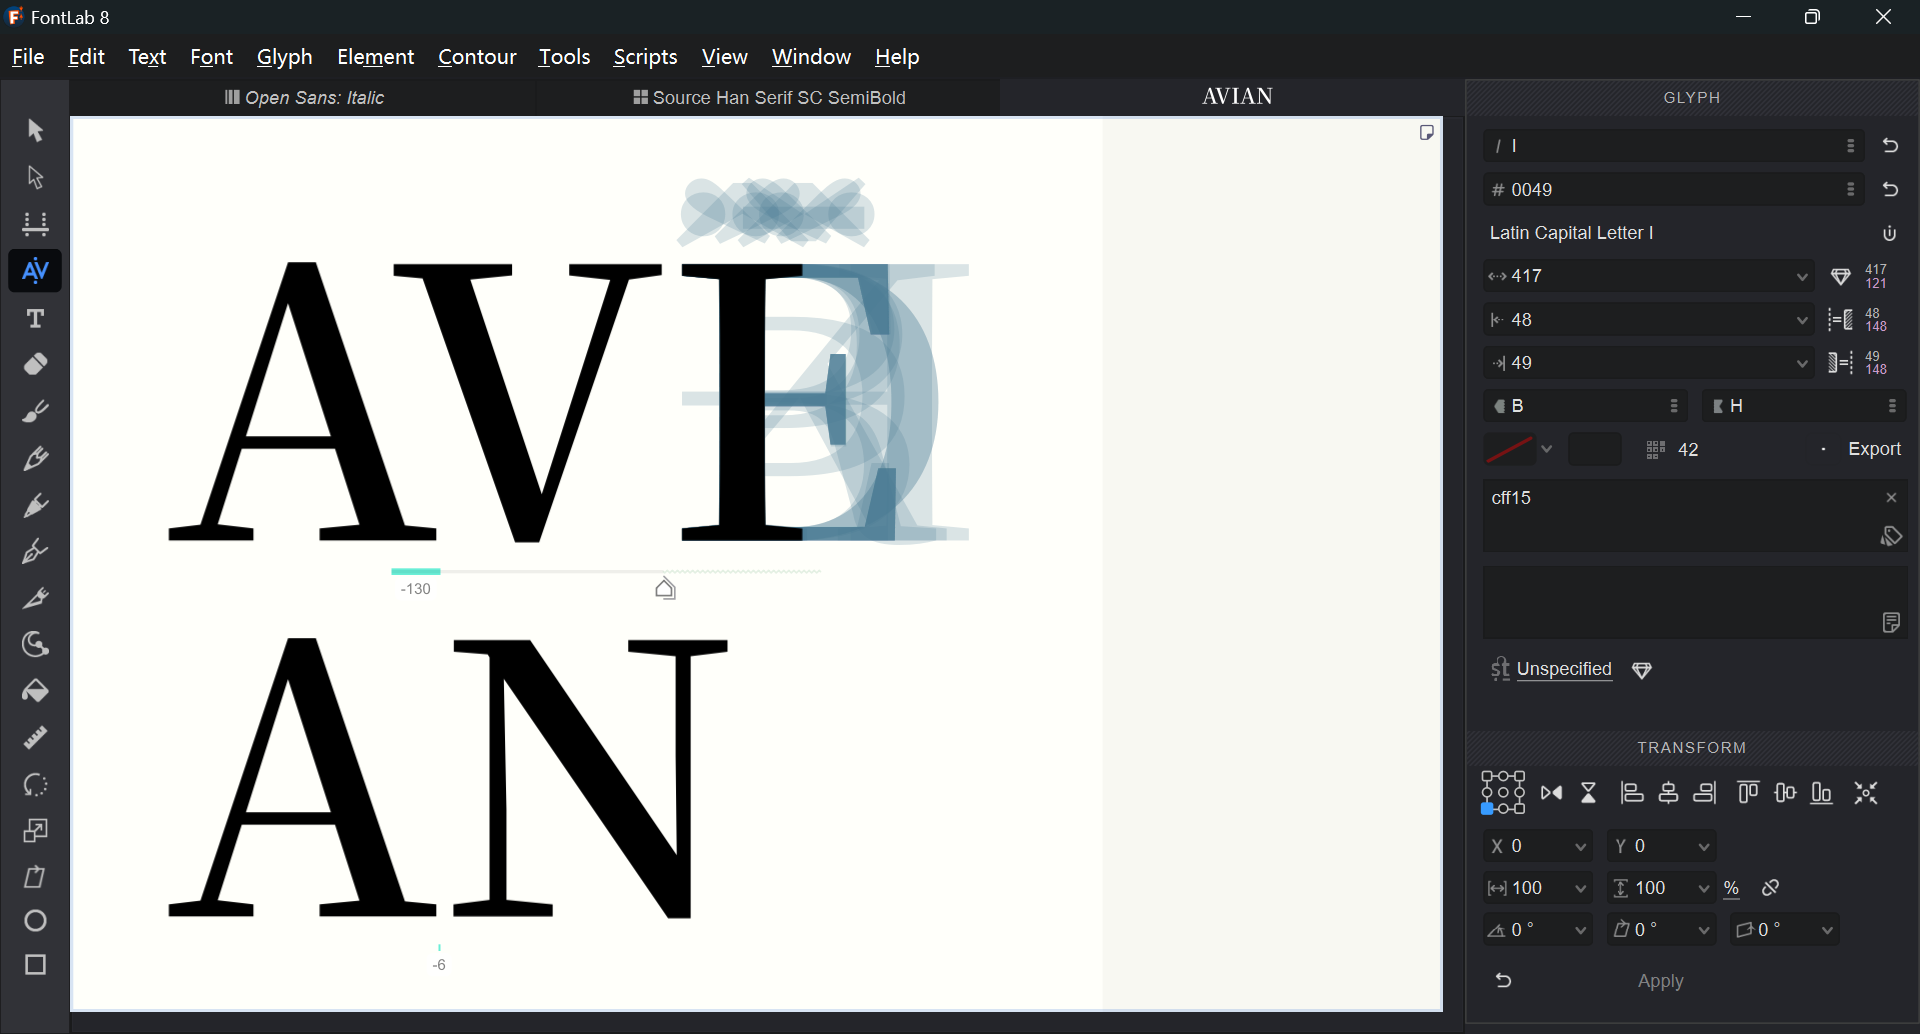 FontLab 8
File Edit Text Font Glyph Element Contour Tools Scripts View Window Help
Open Sans: Italic
Source Han Serif SC SemiBold
AVIAN
GLYPH
/ I
# 0049
Latin Capital Letter I
417
417
121
48
48
148
49
49
148
B
H
42
Export
cff15
Unspecified
TRANSFORM
X 0
Y 0
100
100
%
0 °
0 °
0 °
Apply
AV
T
AVI
-130
AN
-6